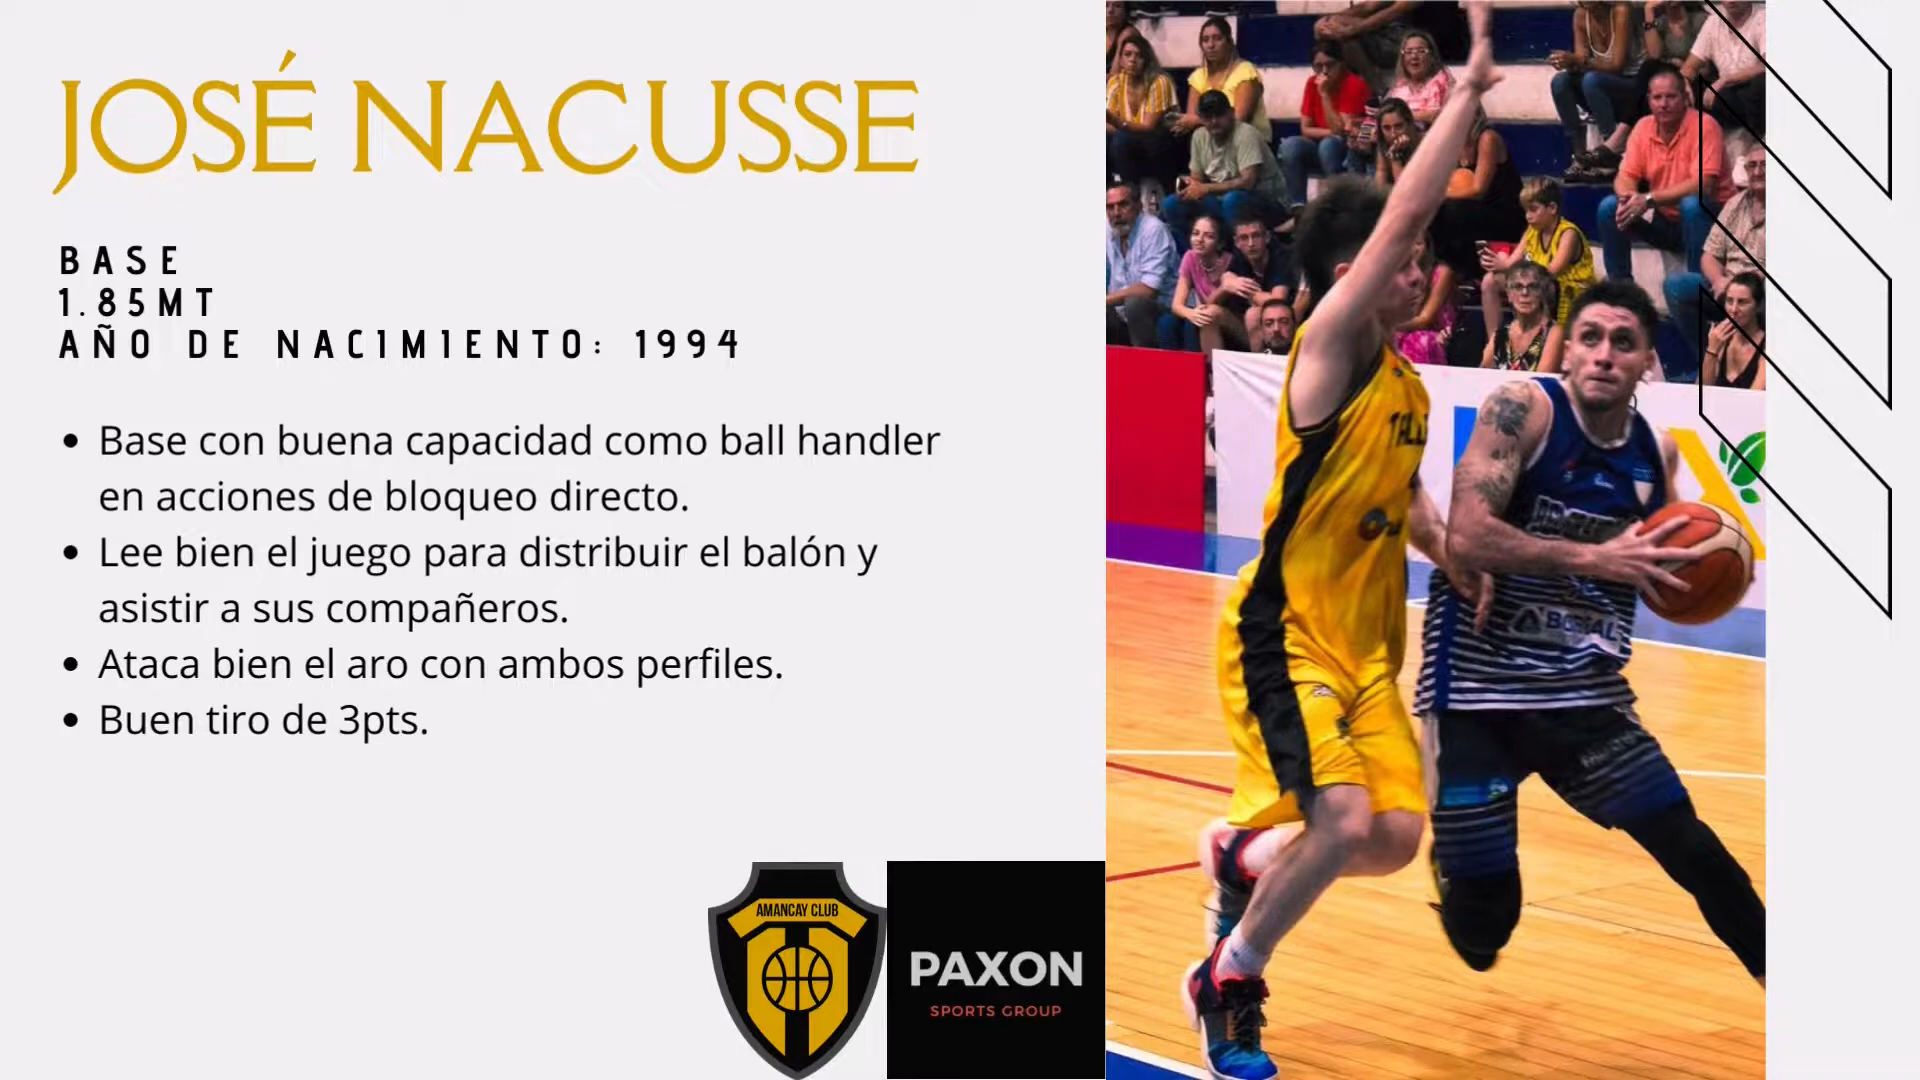 JOSÉ NACUSSE
BASE
1.85MT
AÑO DE NACIMIENTO: 1994
Base con buena capacidad como ball handler
en acciones de bloqueo directo.
Lee bien el juego para distribuir el balón y
asistir a sus compañeros.
Ataca bien el aro con ambos perfiles.
Buen tiro de 3pts.
AMANCAY CLUB
PAXON
SPORTS GROUP